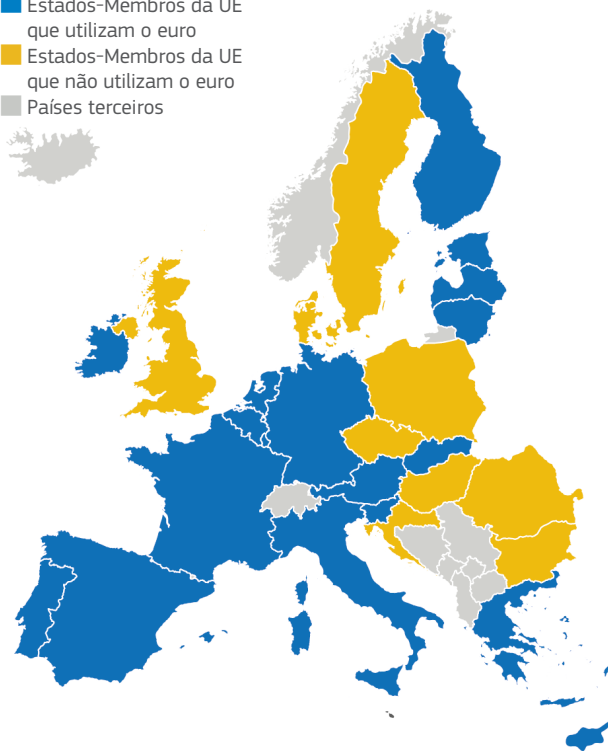 Estados-Membros da UE
que utilizam o euro
Estados-Membros da UE
que não utilizam o euro
Países terceiros